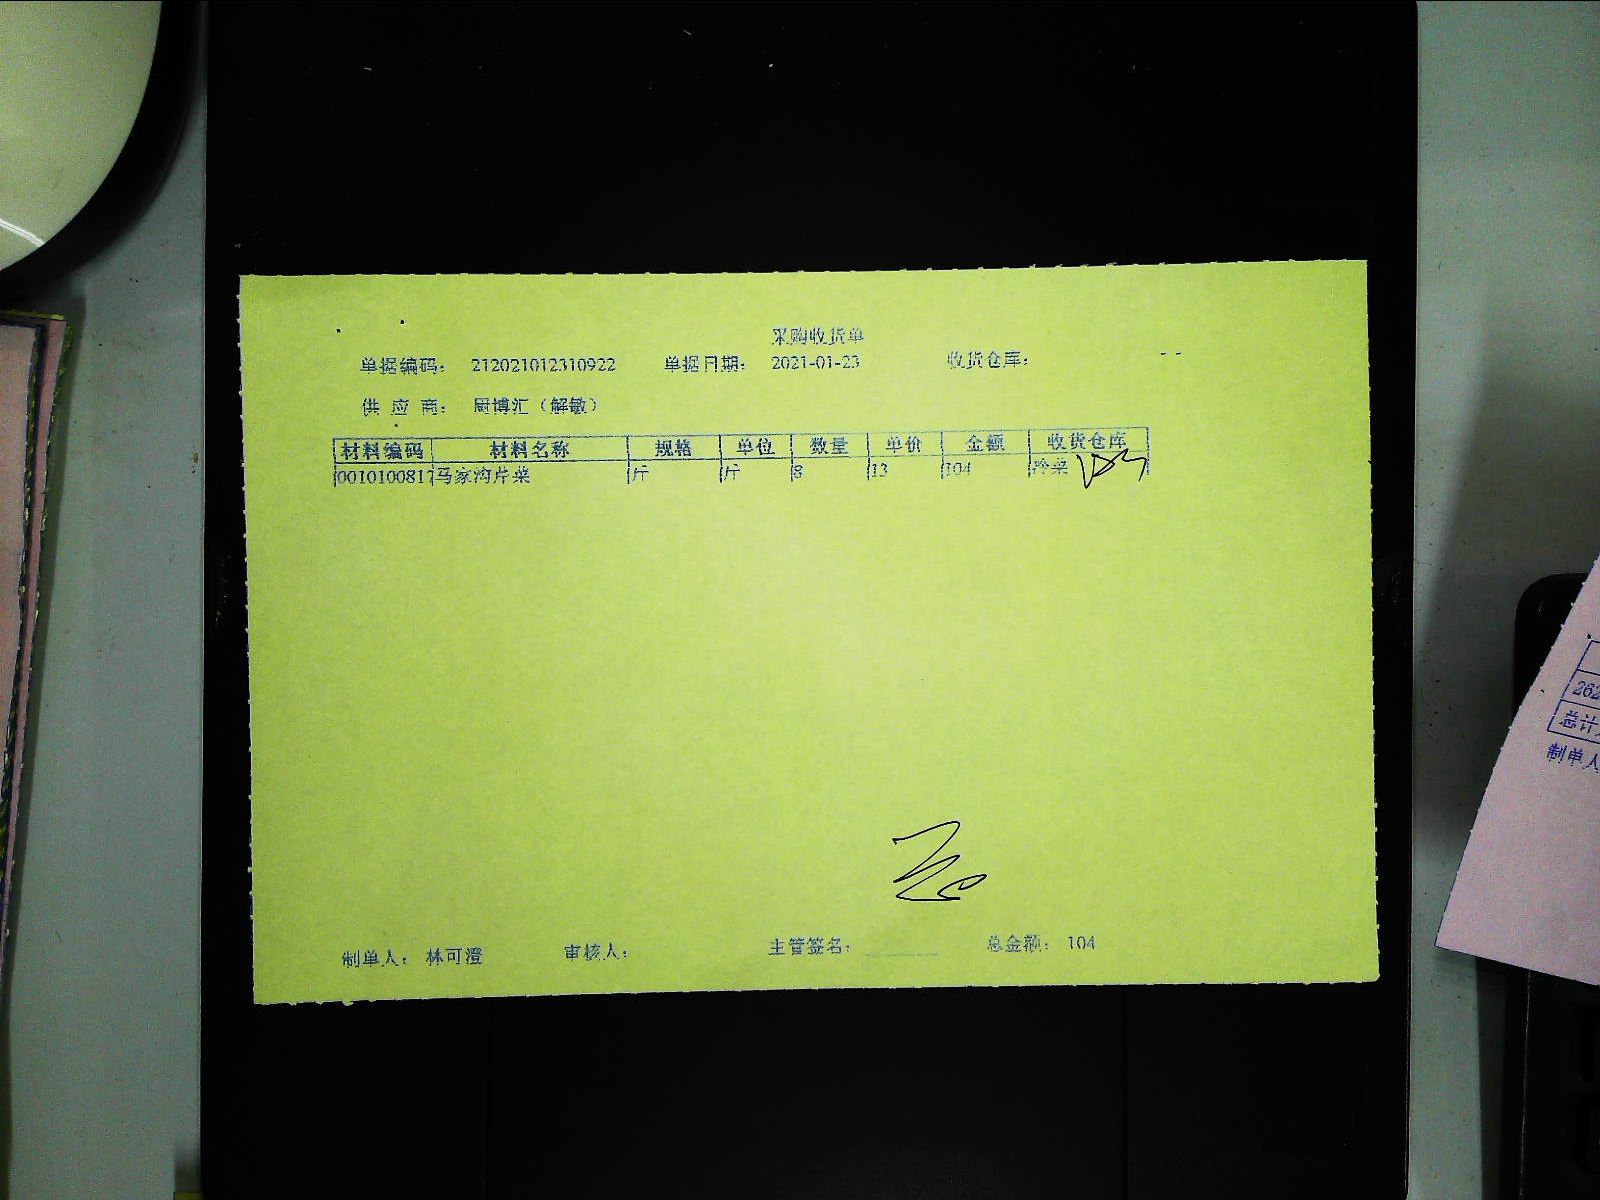 采购收货单
单据编码： 212021012310922 单据日期： 2021-01-23 收货仓库： --
供 应 商： 厨博汇（解敏）
材料编码 材料名称 规格 单位 数量 单价 金额 收货仓库
0010100817 马家沟芹菜 斤 斤 8 13 104 冷菜
制单人： 林可澄 审核人： 主管签名： 总金额： 104
262
总计
制单人